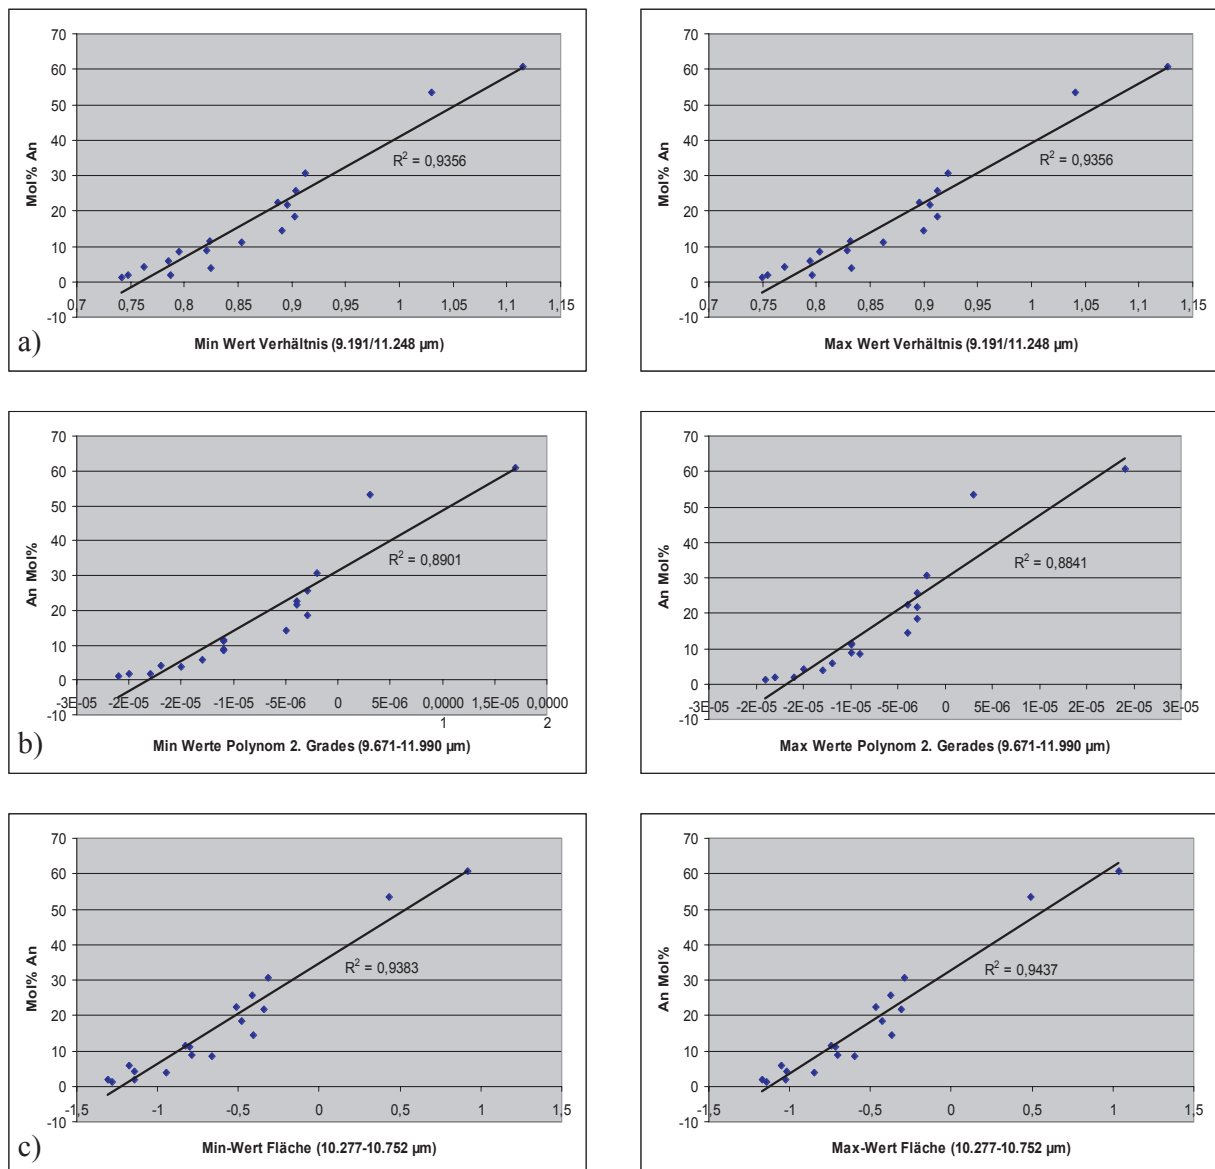 70
60
50
40
30
20
10
0
-10
Mol% An
R² = 0,9356
0,7 0,75 0,8 0,85 0,9 0,95 1 1,05 1,1 1,15
Min Wert Verhältnis (9.191/11.248 µm)
a)
70
60
50
40
30
20
10
0
-10
Mol% An
R² = 0,9356
0,7 0,75 0,8 0,85 0,9 0,95 1 1,05 1,1 1,15
Max Wert Verhältnis (9.191/11.248 µm)
70
60
50
40
30
20
10
0
-10
An Mol%
R² = 0,8901
-3E-05 -2E-05 -2E-05 -1E-05 -5E-06 0 5E-06 0,0000 1,5E-05 0,0000
1 2
Min Werte Polynom 2. Grades (9.671-11.990 µm)
b)
70
60
50
40
30
20
10
0
-10
An Mol%
R² = 0,8841
-3E-05 -2E-05 -2E-05 -1E-05 -5E-06 0 5E-06 1E-05 2E-05 2E-05 3E-05
Max Werte Polynom 2. Gerades (9.671-11.990 µm)
70
60
50
40
30
20
10
0
-10
Mol% An
R² = 0,9383
-1,5 -1 -0,5 0 0,5 1 1,5
Min-Wert Fläche (10.277-10.752 µm)
c)
70
60
50
40
30
20
10
0
-10
An Mol%
R² = 0,9437
-1,5 -1 -0,5 0 0,5 1 1,5
Max-Wert Fläche (10.277-10.752 µm)